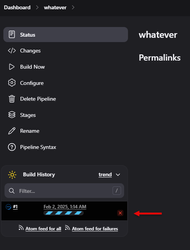 Dashboard > whatever >
Status
Changes
Build Now
Configure
Delete Pipeline
Stages
Rename
Pipeline Syntax
whatever
Permalinks
Build History trend
Filter... /
#1 Feb 2, 2025, 1:14 AM
Atom feed for all Atom feed for failures